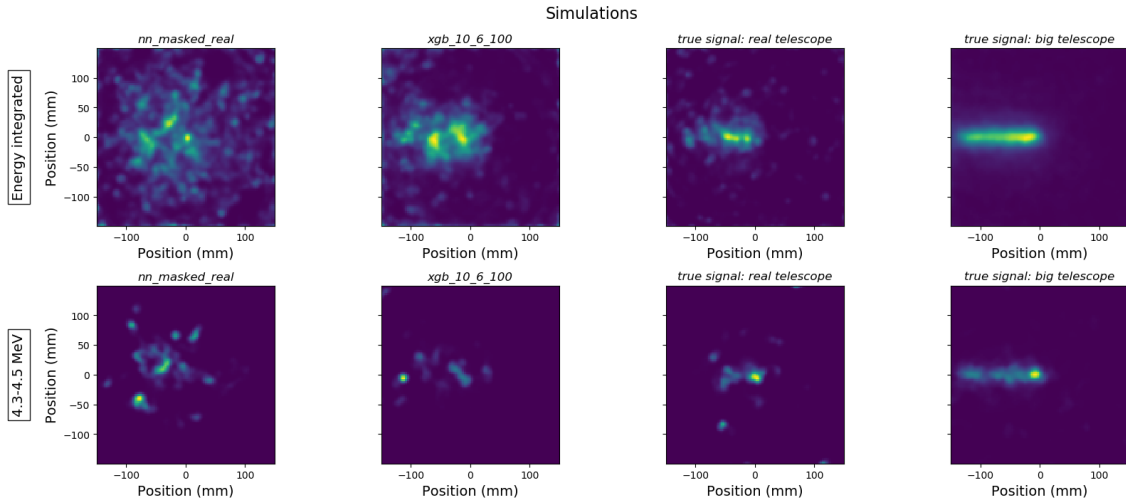 Simulations
nn_masked_real
xgb_10_6_100
true signal: real telescope
true signal: big telescope
Energy integrated
Position (mm)
100
50
0
−50
−100
−100 0 100
−100 0 100
−100 0 100
−100 0 100
Position (mm)
Position (mm)
Position (mm)
Position (mm)
nn_masked_real
xgb_10_6_100
true signal: real telescope
true signal: big telescope
4.3-4.5 MeV
Position (mm)
100
50
0
−50
−100
−100 0 100
−100 0 100
−100 0 100
−100 0 100
Position (mm)
Position (mm)
Position (mm)
Position (mm)